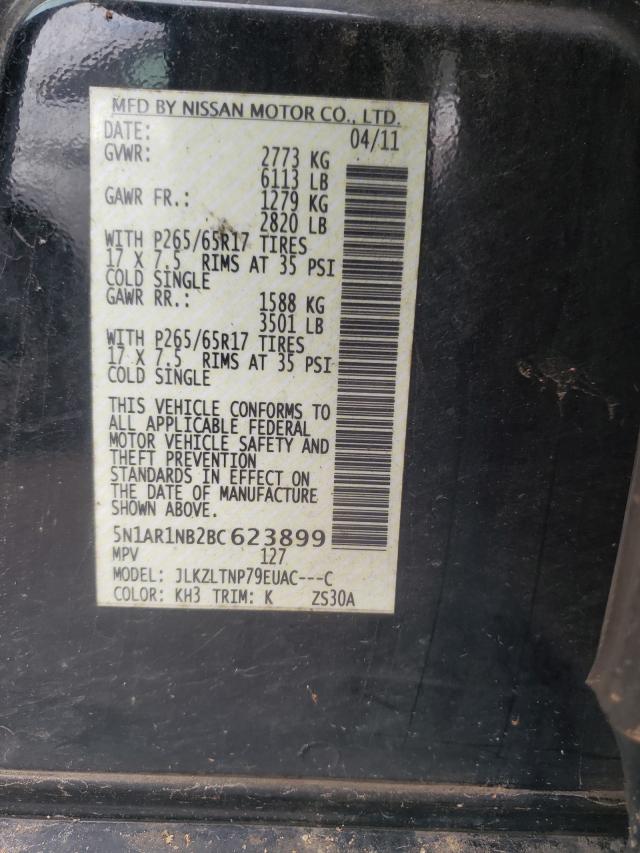 MFD BY NISSAN MOTOR CO., LTD.
DATE: 04/11
GVWR: 2773 KG
6113 LB
GAWR FR.: 1279 KG
2820 LB
WITH P265/65R17 TIRES
17 X 7.5 RIMS AT 35 PSI
COLD SINGLE
GAWR RR.: 1588 KG
3501 LB
WITH P265/65R17 TIRES
17 X 7.5 RIMS AT 35 PSI
COLD SINGLE
THIS VEHICLE CONFORMS TO
ALL APPLICABLE FEDERAL
MOTOR VEHICLE SAFETY AND
THEFT PREVENTION
STANDARDS IN EFFECT ON
THE DATE OF MANUFACTURE
SHOWN ABOVE.
5N1AR1NB2BC623899
MPV 127
MODEL: JLKZLTNP79EUAC---C
COLOR: KH3 TRIM: K ZS30A